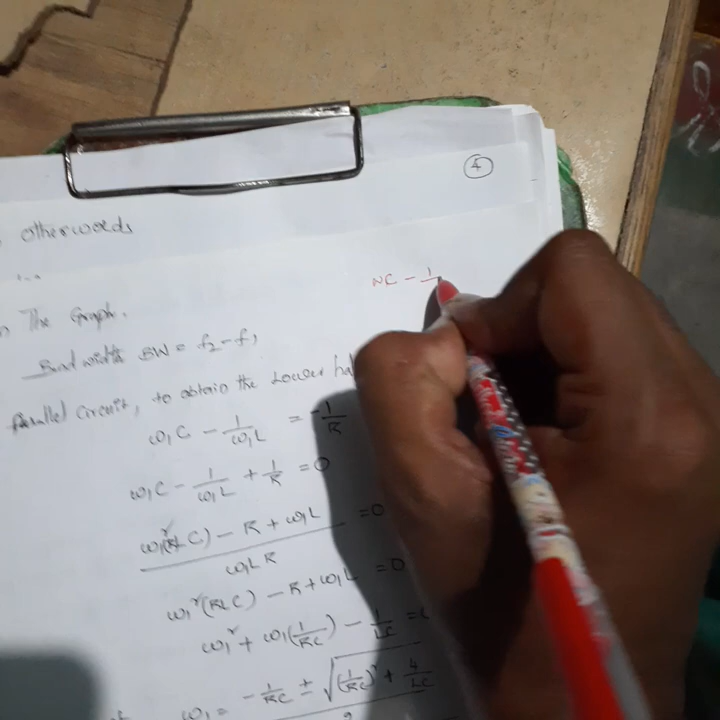 ④
otherwords
The Graph.
Band width BW = f₂ - f₁
Parallel circuit, to obtain the Lower
ωC - 1/
ω₁C - 1/ω₁L = -1/R
ω₁C - 1/ω₁L + 1/R = 0
ω₁²(RLC) - R + ω₁L / ω₁LR = 0
ω₁²(RLC) - R + ω₁L = 0
ω₁² + ω₁(1/RC) - 1/LC =
ω₁ = -1/RC ± √(1/RC)² + 4/LC / 2